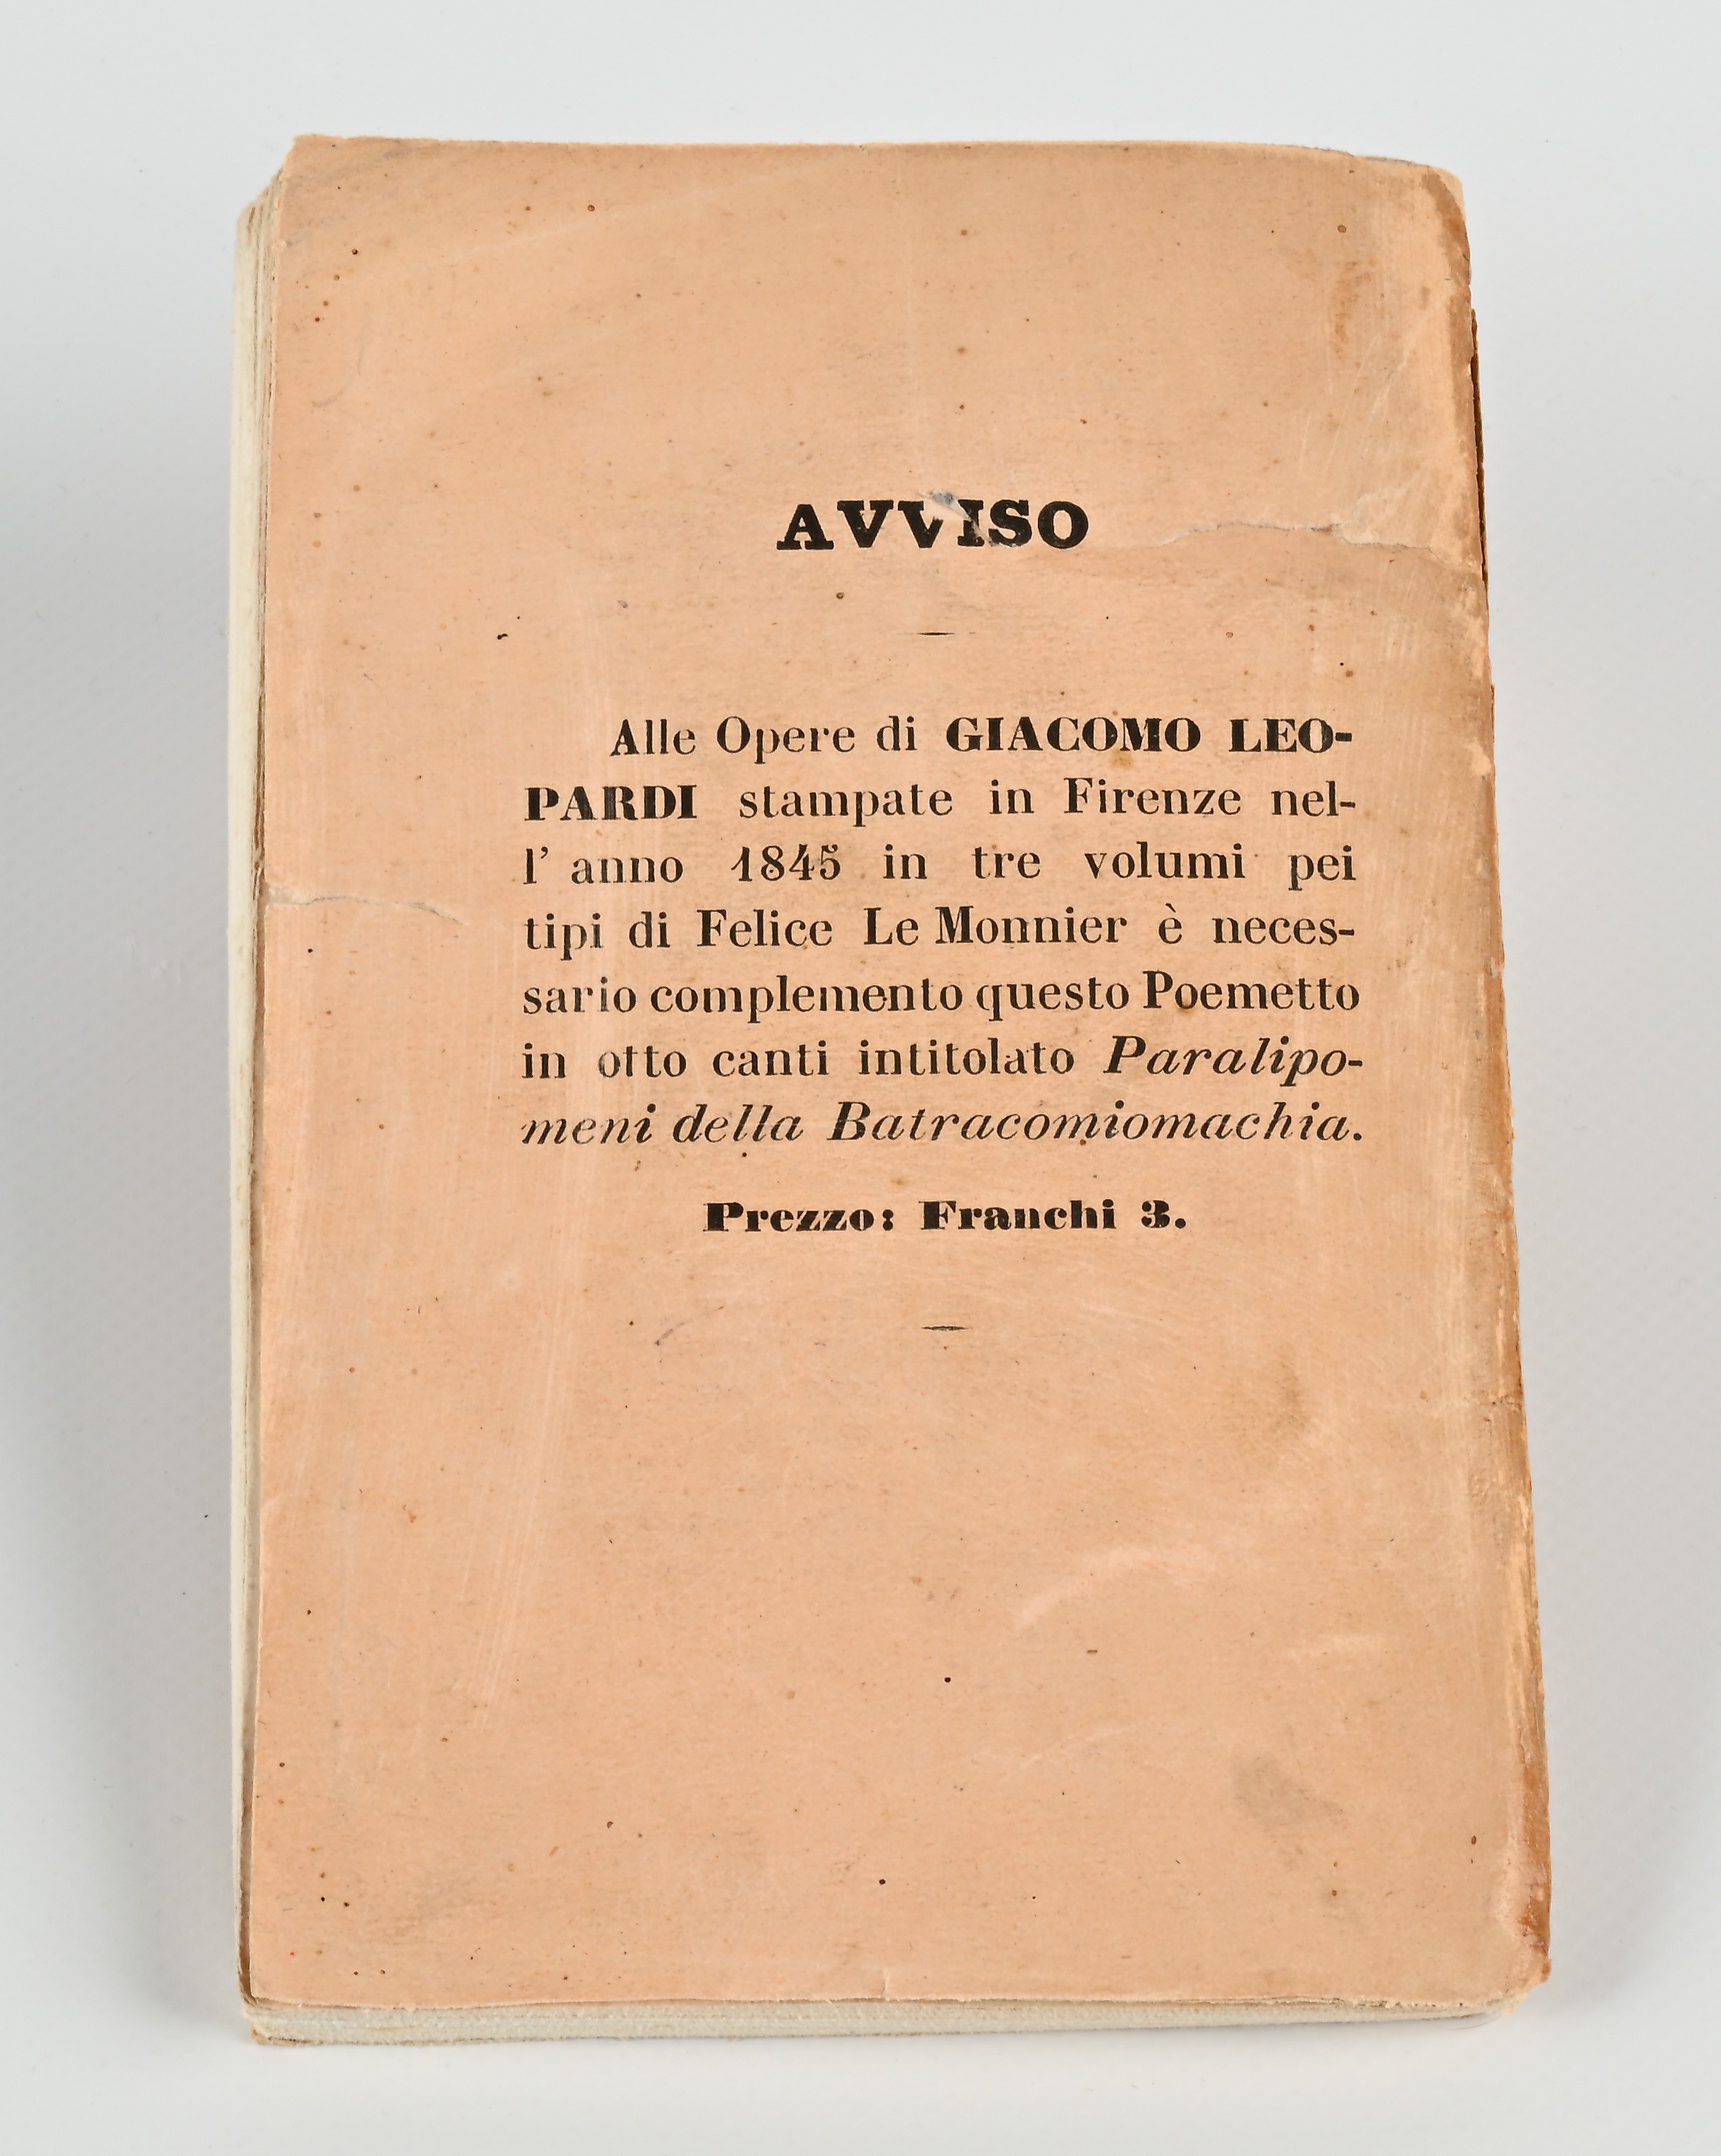 AVVISO
Alle Opere di GIACOMO LEO-
PARDI stampate in Firenze nel-
l' anno 1845 in tre volumi pei
tipi di Felice Le Monnier è neces-
sario complemento questo Poemetto
in otto canti intitolato Paralipo-
meni della Batracomiomachia.
Prezzo: Franchi 3.